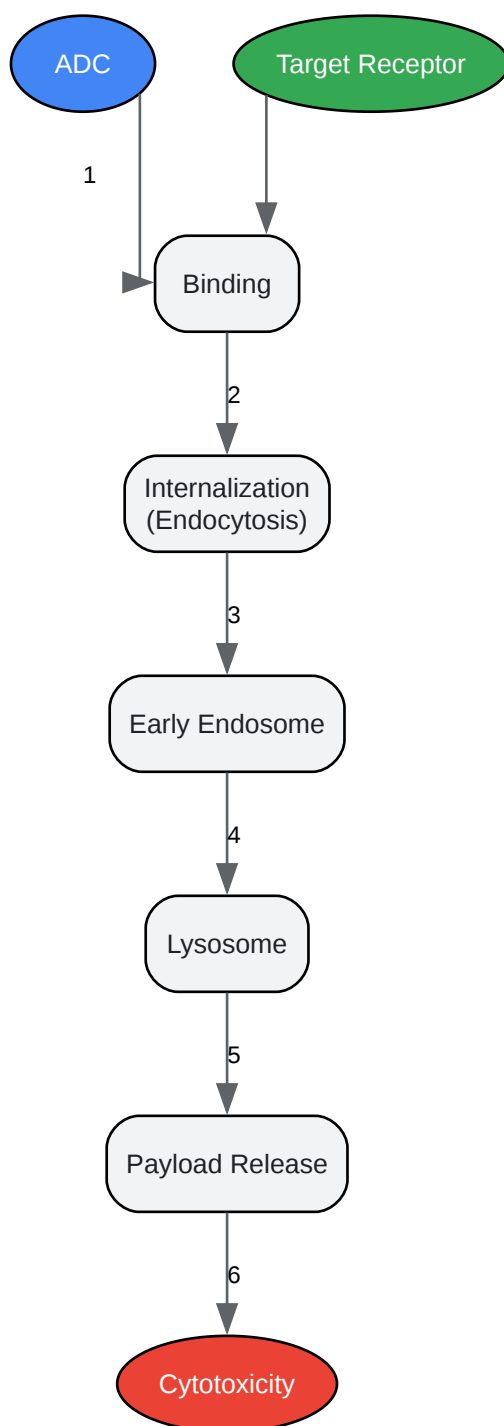 ADC
Target Receptor
1
Binding
2
Internalization
(Endocytosis)
3
Early Endosome
4
Lysosome
5
Payload Release
6
Cytotoxicity